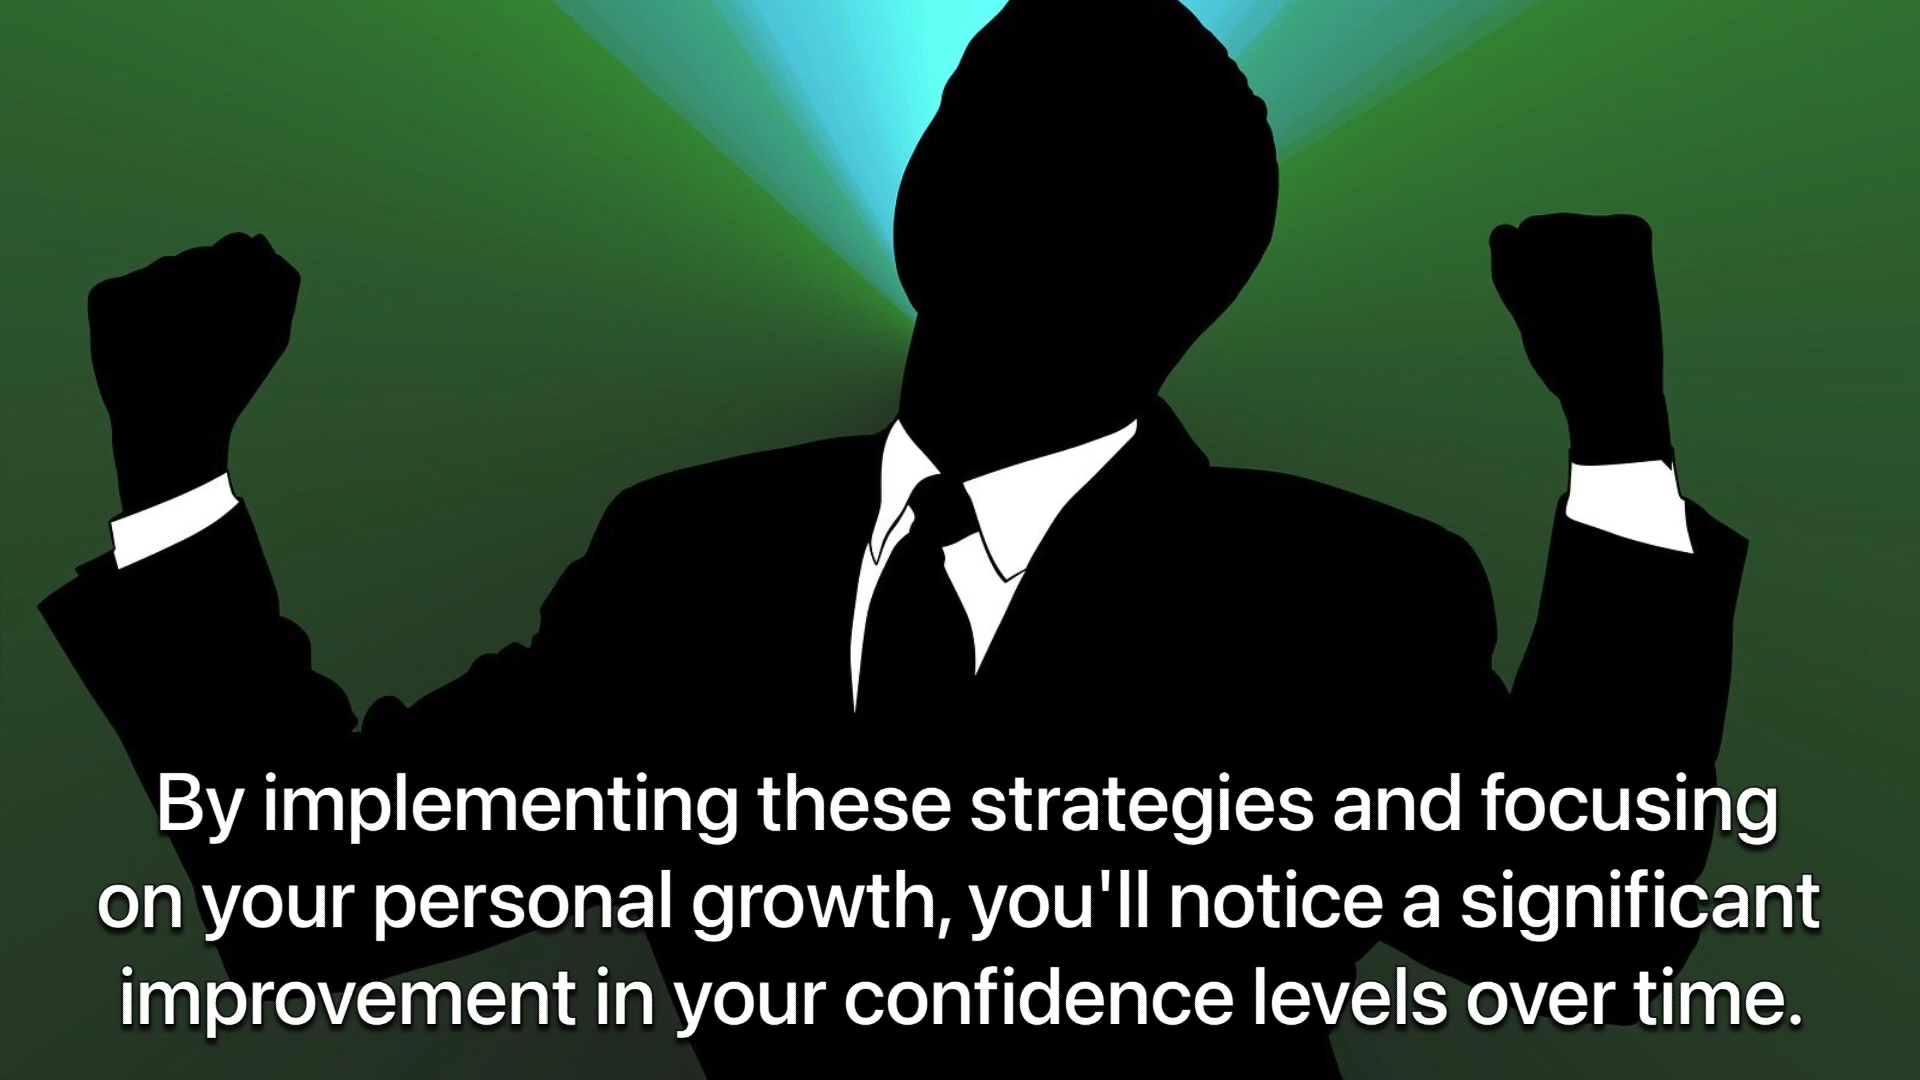 By implementing these strategies and focusing
on your personal growth, you'll notice a significant
improvement in your confidence levels over time.